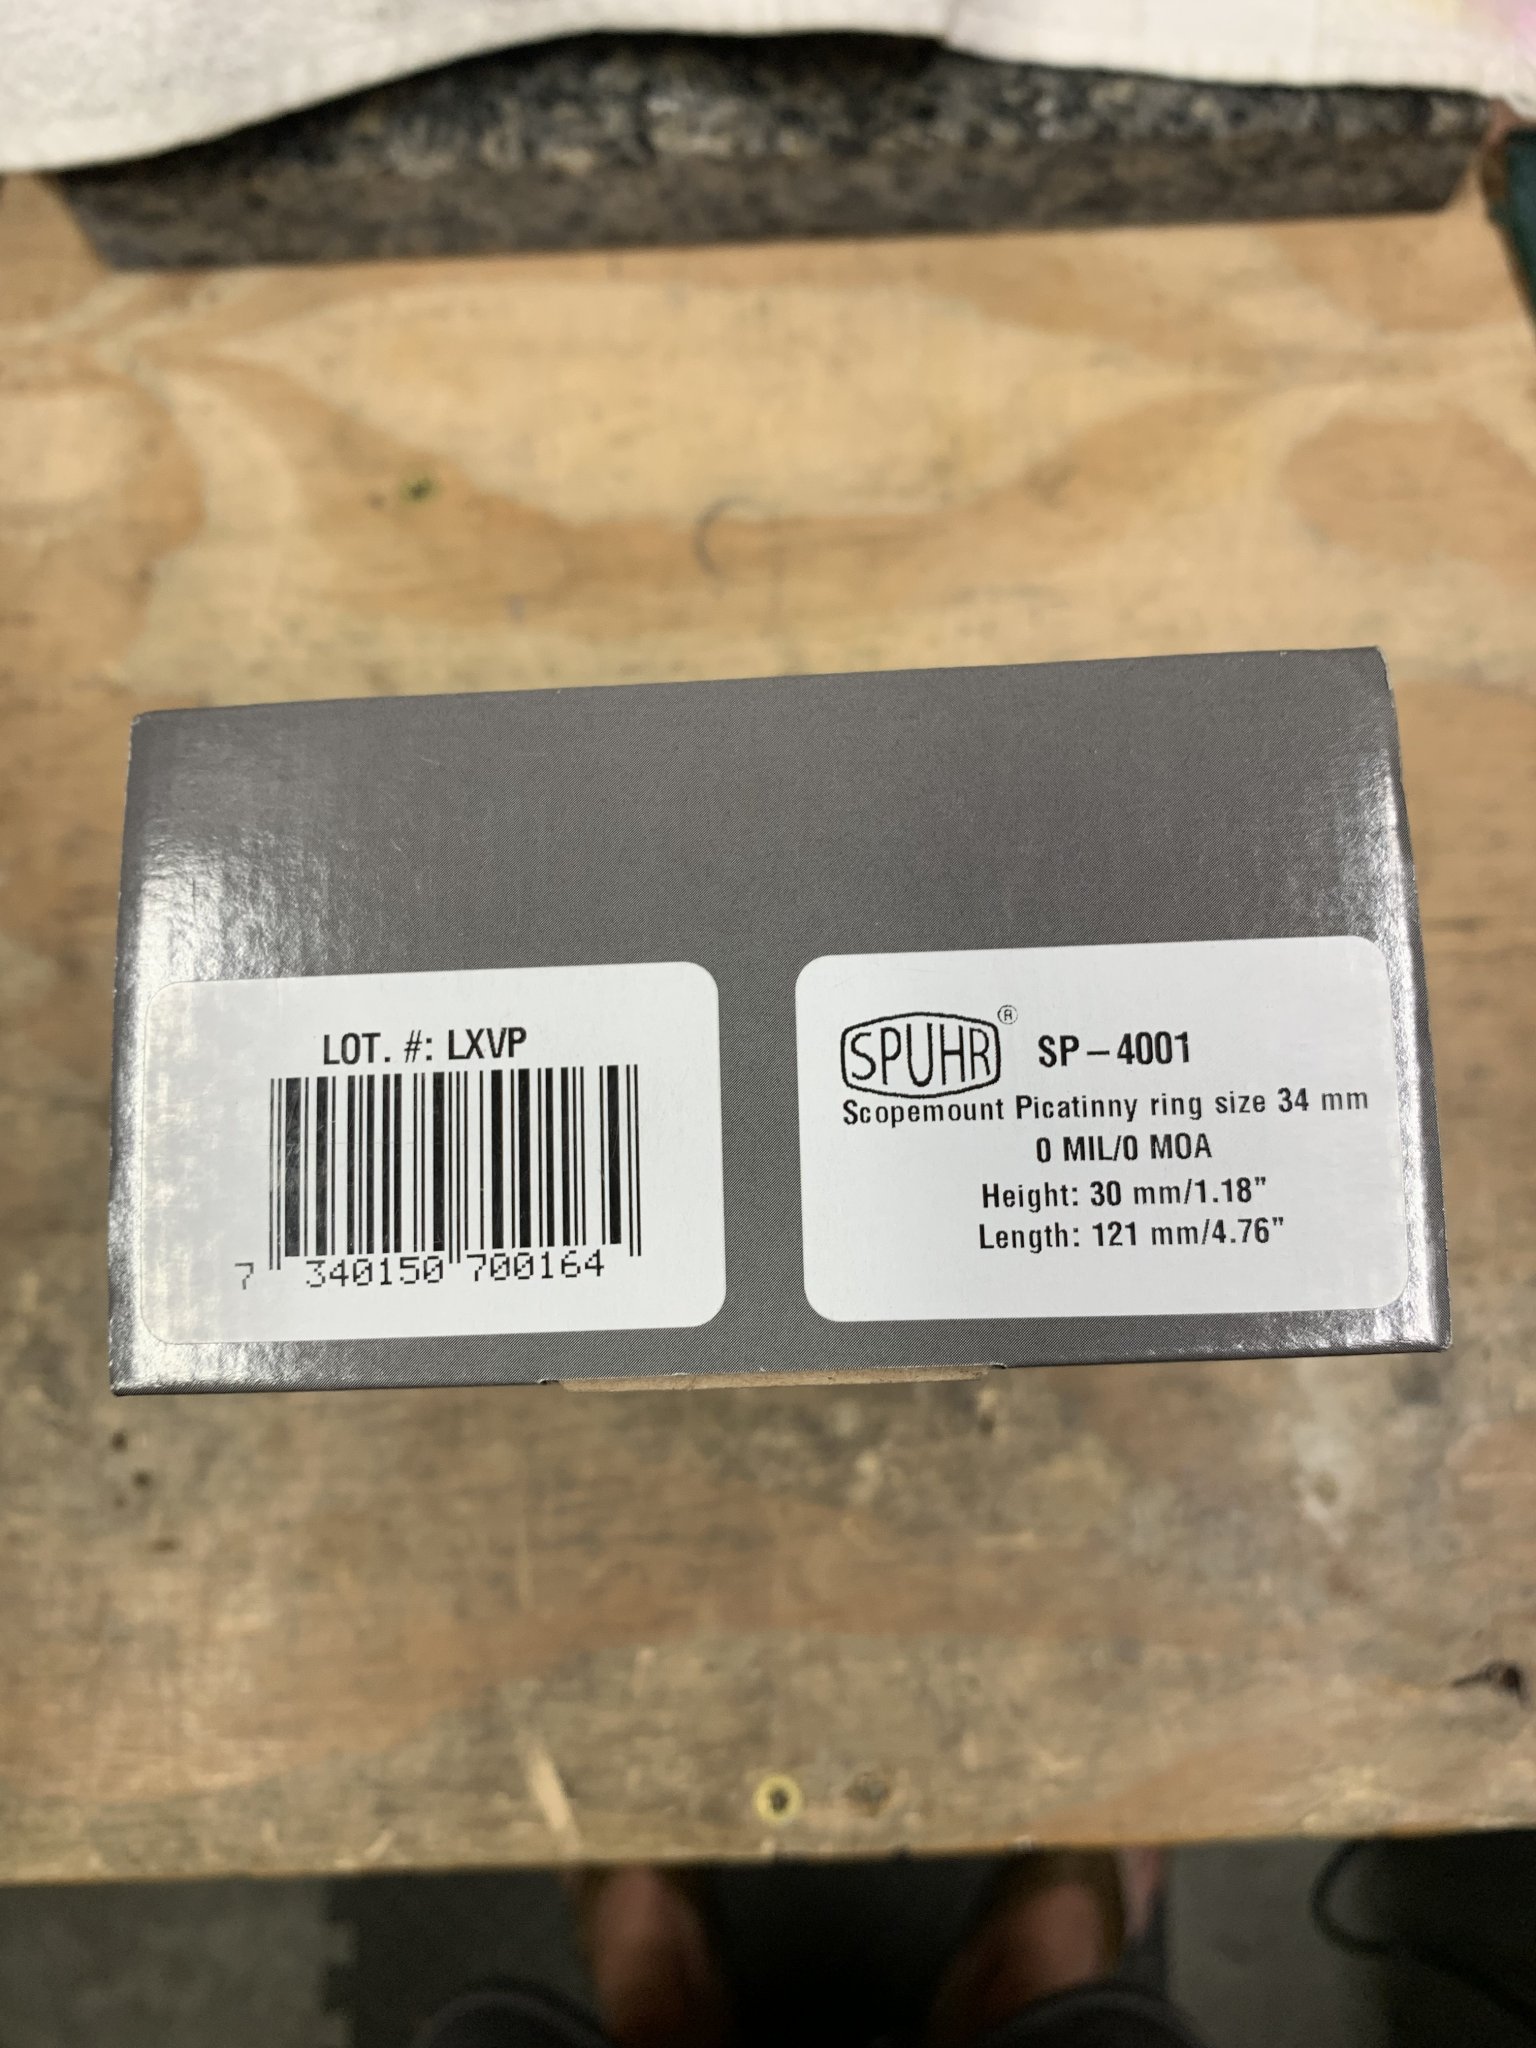 LOT. #: LXVP
7 340150 700164
SPUHR® SP-4001
Scopemount Picatinny ring size 34 mm
0 MIL/0 MOA
Height: 30 mm/1.18"
Length: 121 mm/4.76"